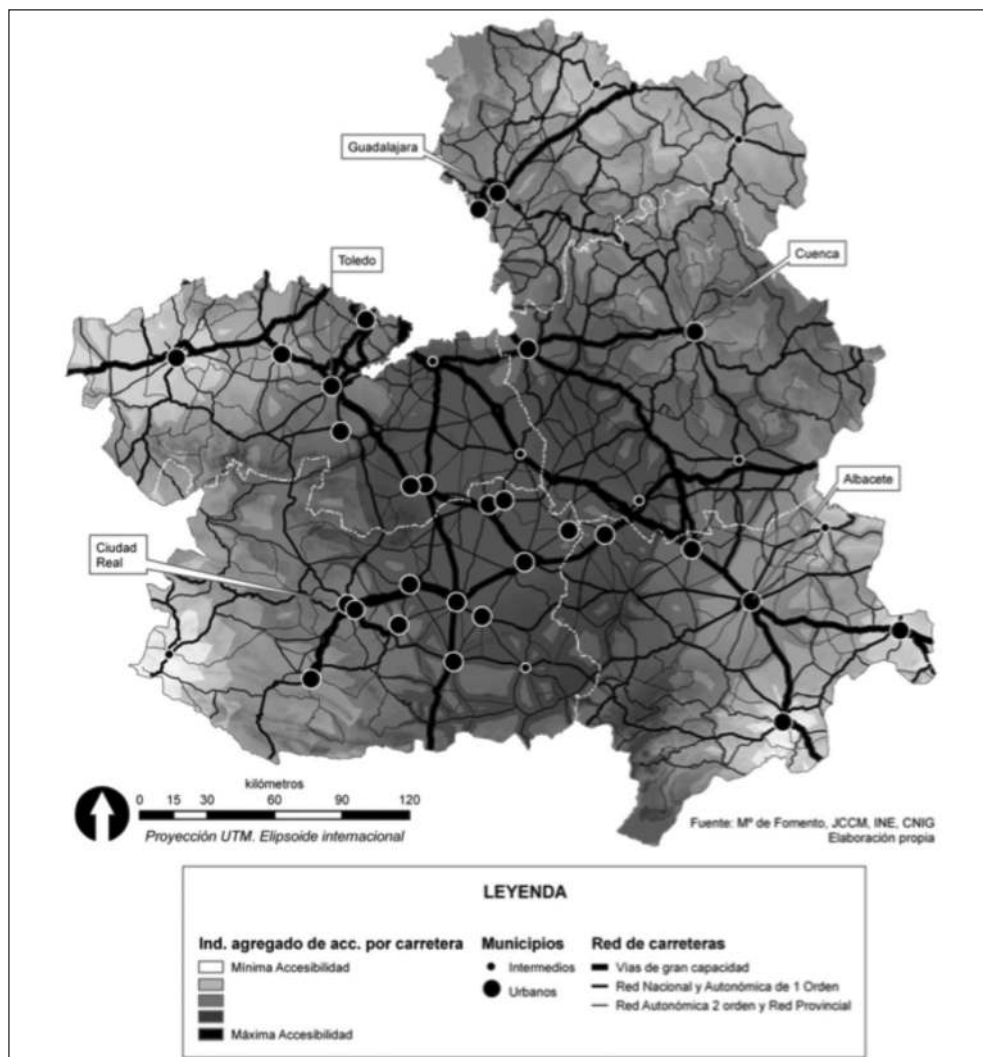 Guadalajara
Cuenca
Toledo
Albacete
Ciudad
Real
kilómetros
0 15 30 60 90 120
Proyección UTM. Elipsoide internacional
Fuente: Mº de Fomento, JCCM, INE, CNIG
Elaboración propia
LEYENDA
Ind. agregado de acc. por carretera
Mínima Accesibilidad
Máxima Accesibilidad
Municipios
Intermedios
Urbanos
Red de carreteras
Vías de gran capacidad
Red Nacional y Autonómica de 1 Orden
Red Autonómica 2 orden y Red Provincial